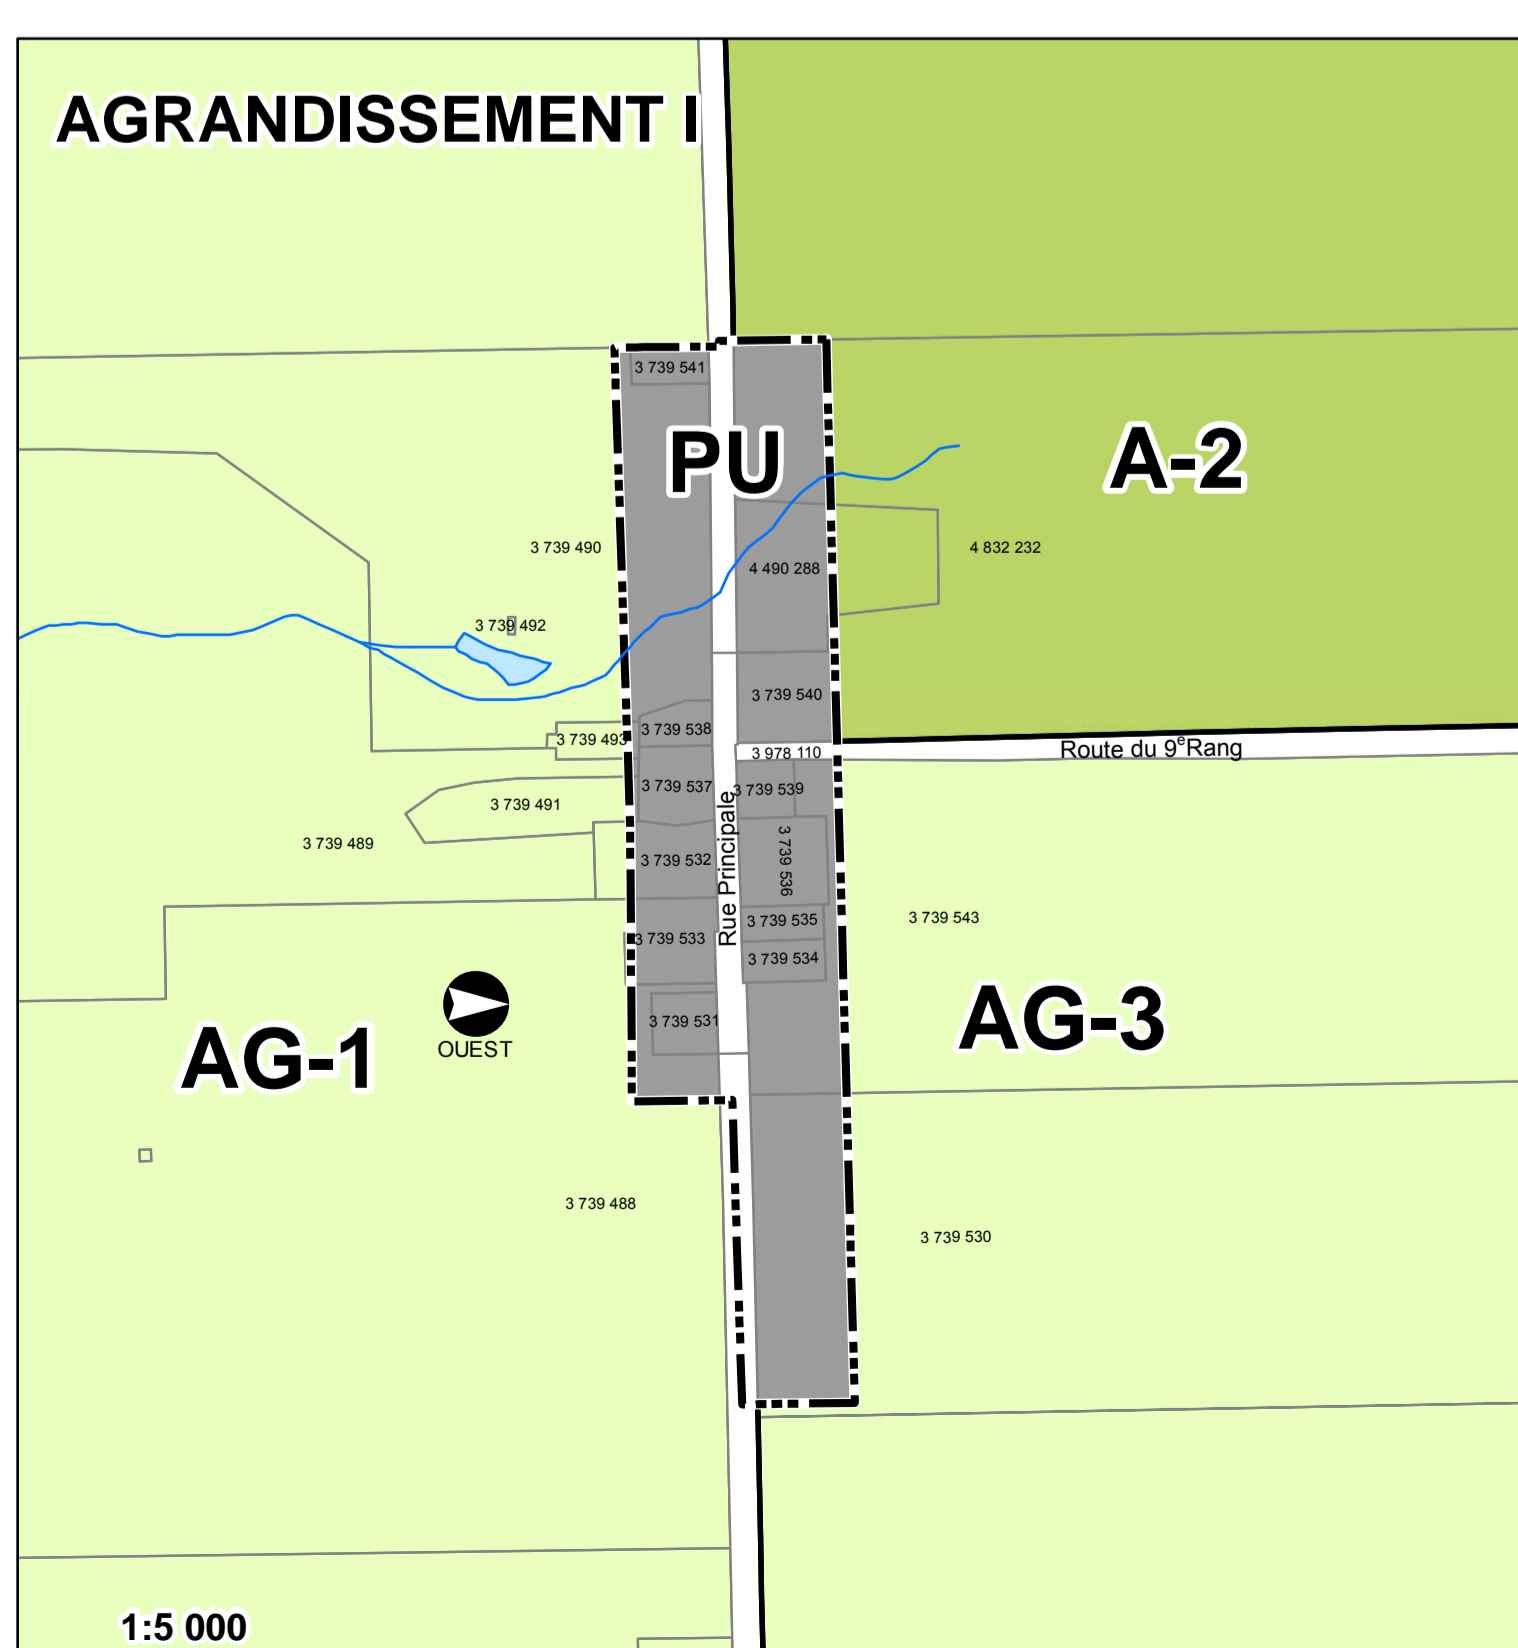 AGRANDISSEMENT I
3 739 541
PU
A-2
3 739 490
4 832 232
4 490 288
3 739 492
3 739 540
3 739 538
3 739 493
3 978 110
Route du 9e Rang
3 739 537
3 739 539
3 739 491
3 739 489
3 739 532
3 739 536
Rue Principale
3 739 543
3 739 535
3 739 533
3 739 534
AG-1
OUEST
3 739 531
AG-3
3 739 488
3 739 530
1:5 000